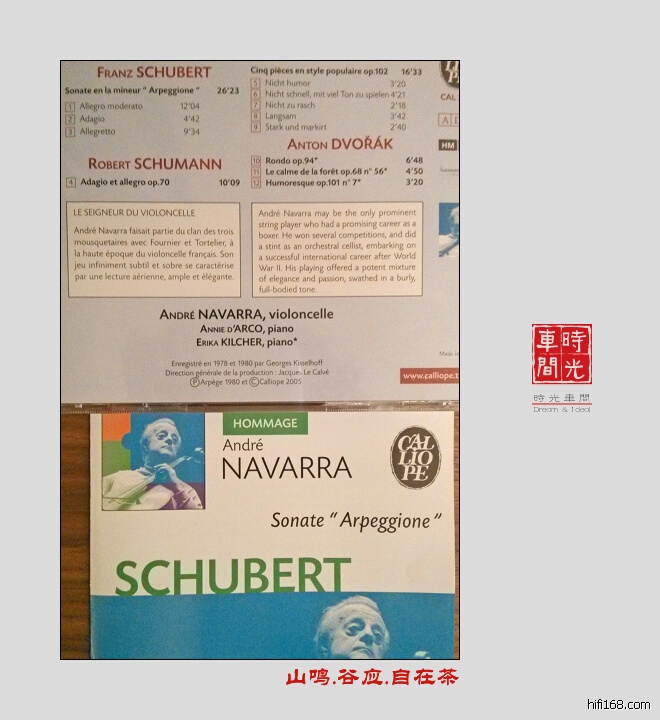 FRANZ SCHUBERT
Sonate en la mineur “ Arpeggione ” 26’23
1 Allegro moderato 12’04
2 Adagio 4’42
3 Allegretto 9’34
ROBERT SCHUMANN
4 Adagio et allegro op.70 10’09
Cinq pièces en style populaire op.102 16’33
5 Nicht humor 3’20
6 Nicht schnell, mit viel Ton zu spielen 4’21
7 Nicht zu rasch 2’18
8 Langsam 3’42
9 Stark und markirt 2’40
ANTON DVOŘÁK
10 Rondo op.94* 6’48
11 Le calme de la forêt op.68 n° 56* 4’50
12 Humoresque op.101 n° 7* 3’20
CAL
HM
LE SEIGNEUR DU VIOLONCELLE
André Navarra faisait partie du clan des trois
mousquetaires avec Fournier et Tortelier, à
la haute époque du violoncelle français. Son
jeu infiniment subtil et sobre se caractérise
par une lecture aérienne, ample et élégante.
André Navarra may be the only prominent
string player who had a promising career as a
boxer. He won several competitions, and did
a stint as an orchestral cellist, embarking on
a successful international career after World
War II. His playing offered a potent mixture
of elegance and passion, swathed in a burly,
full-bodied tone.
ANDRÉ NAVARRA, violoncelle
ANNIE D’ARCO, piano
ERIKA KILCHER, piano*
Enregistré en 1978 et 1980 par Georges Kisselhoff
Direction générale de la production : Jacques Le Calvé
Ⓟ Arpège 1980 et © Calliope 2005
Made in
www.calliope.t
HOMMAGE
André
NAVARRA
CAL
LIO
PE
Sonate “ Arpeggione ”
SCHUBERT
時光車間
時光車間
Dream & Ideal
山鸣.谷应.自在茶
hifi168.com